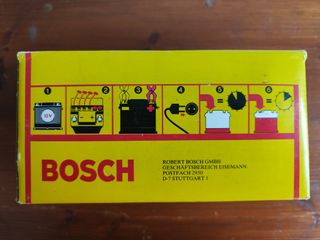 1 2 3 4 5 6
12V
BOSCH
ROBERT BOSCH GMBH
GESCHÄFTSBEREICH EISEMANN
POSTFACH 2950
D-7 STUTTGART 1